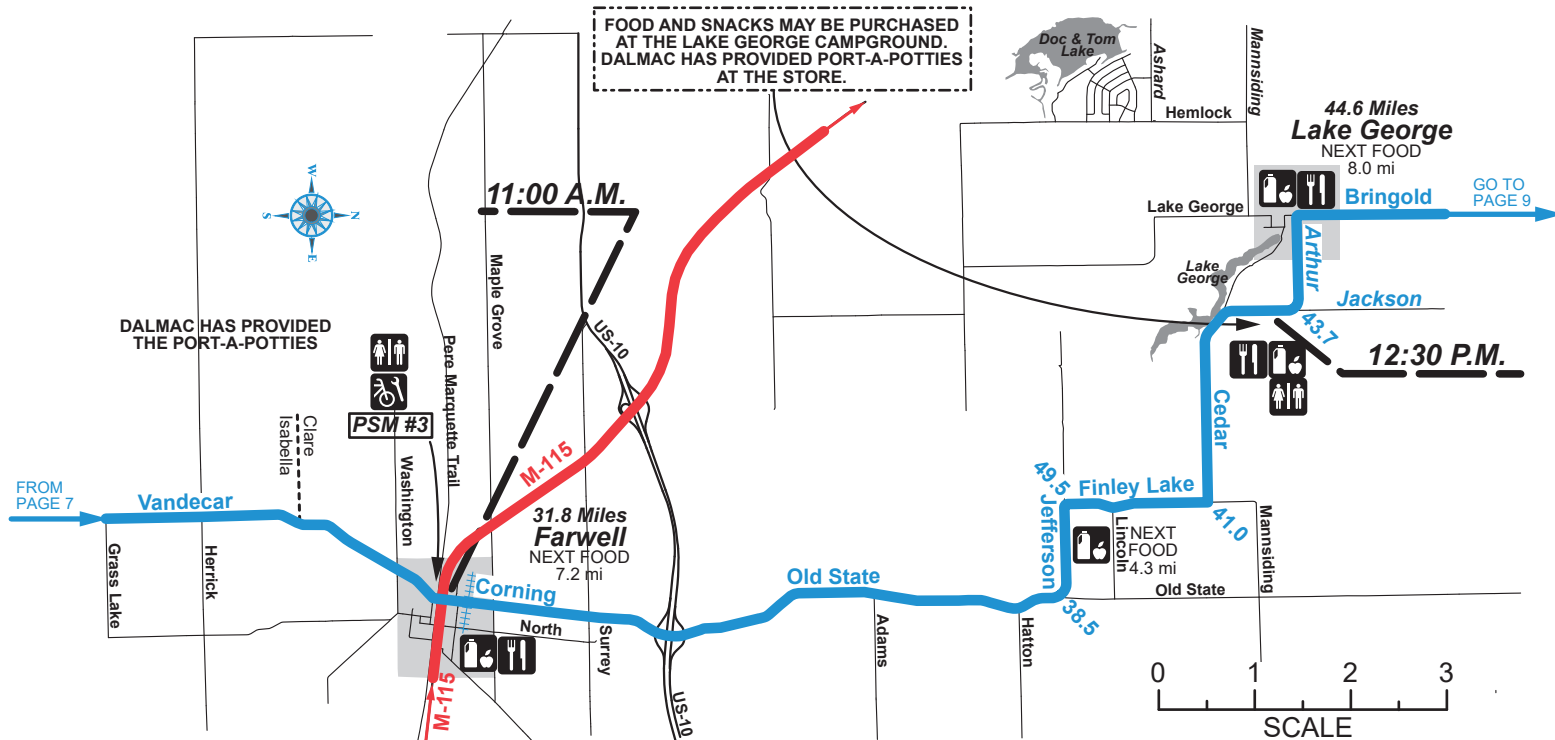 FOOD AND SNACKS MAY BE PURCHASED
AT THE LAKE GEORGE CAMPGROUND.
DALMAC HAS PROVIDED PORT-A-POTTIES
AT THE STORE.
Doc & Tom
Lake
Ashard
Mannsiding
Hemlock
44.6 Miles
Lake George
NEXT FOOD
8.0 mi
W
S
N
E
11:00 A.M.
Maple Grove
Lake George
Bringold
GO TO
PAGE 9
Arthur
Lake
George
Jackson
43.7
12:30 P.M.
DALMAC HAS PROVIDED
THE PORT-A-POTTIES
Pere Marquette Trail
US-10
PSM #3
Clare
Isabella
Washington
M-115
Cedar
FROM
PAGE 7
Vandecar
Grass Lake
Herrick
31.8 Miles
Farwell
NEXT FOOD
7.2 mi
Corning
North
Surrey
Old State
Adams
Hatton
49.5
Jefferson
Finley Lake
41.0
Lincoln
NEXT
FOOD
4.3 mi
Mannsiding
Old State
38.5
M-115
US-10
0 1 2 3
SCALE